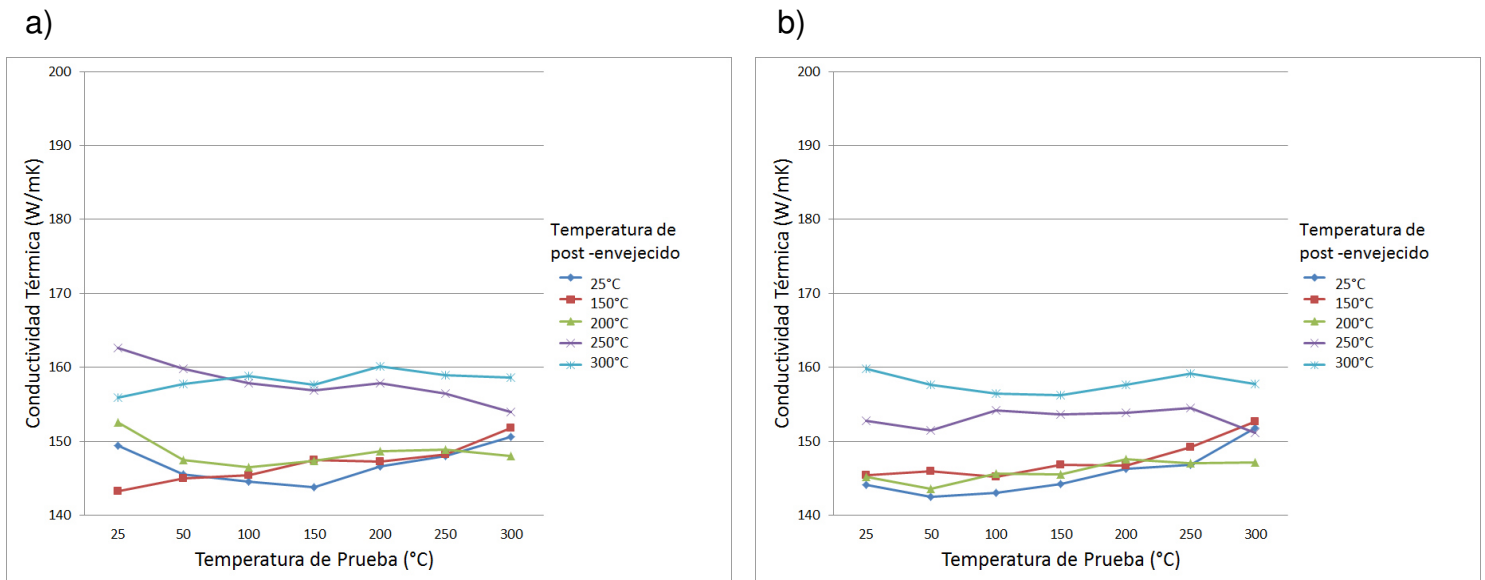 a)
200
190
180
170
160
150
140
Conductividad Térmica (W/mK)
25 50 100 150 200 250 300
Temperatura de Prueba (°C)
Temperatura de
post -envejecido
25°C
150°C
200°C
250°C
300°C
b)
200
190
180
170
160
150
140
Conductividad Térmica (W/mK)
25 50 100 150 200 250 300
Temperatura de Prueba (°C)
Temperatura de
post -envejecido
25°C
150°C
200°C
250°C
300°C